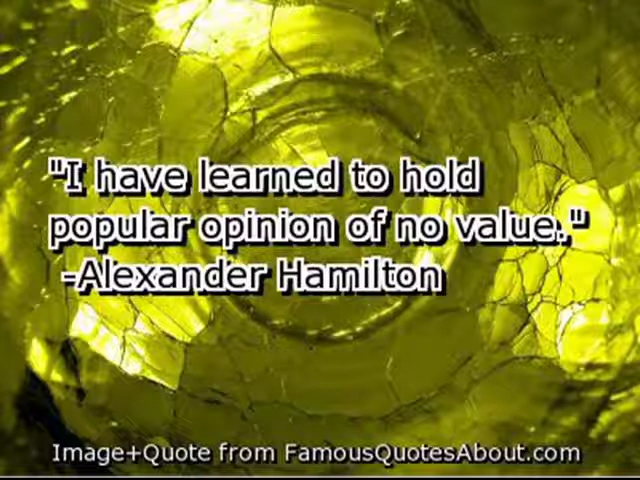 "I have learned to hold
popular opinion of no value."
-Alexander Hamilton
Image+Quote from FamousQuotesAbout.com